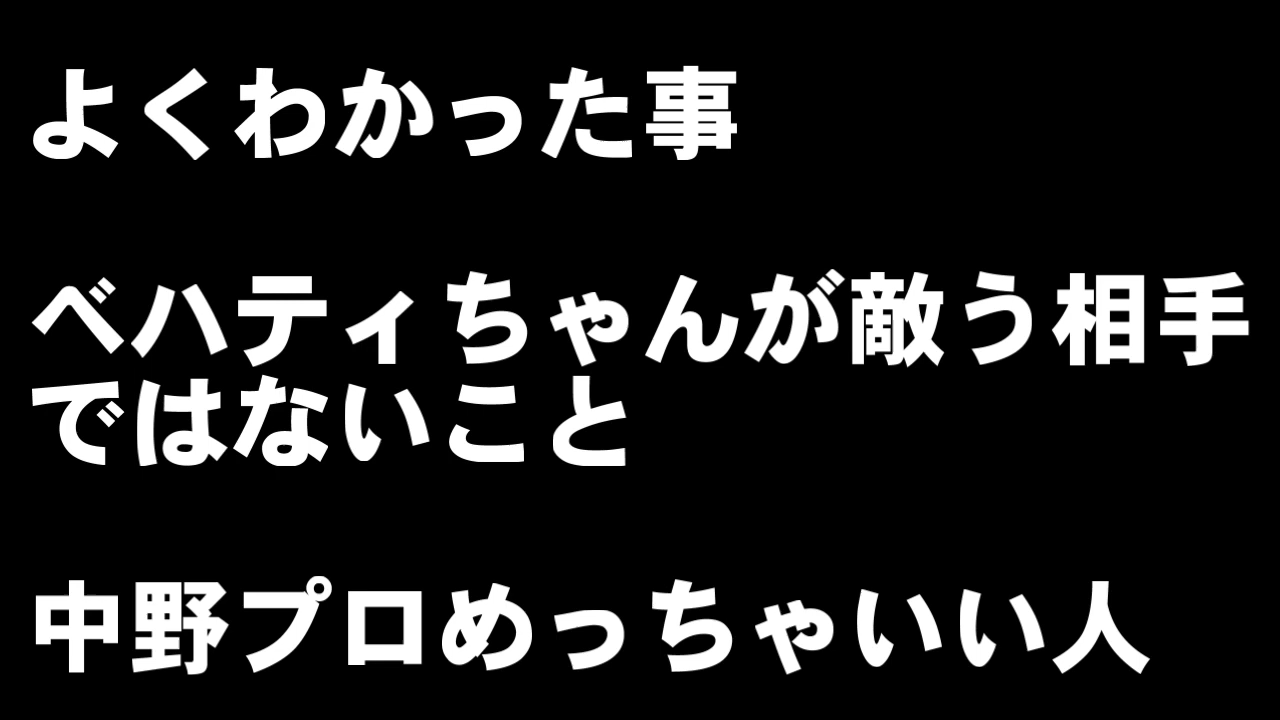 よくわかった事
ベハティちゃんが敵う相手
ではないこと
中野プロめっちゃいい人